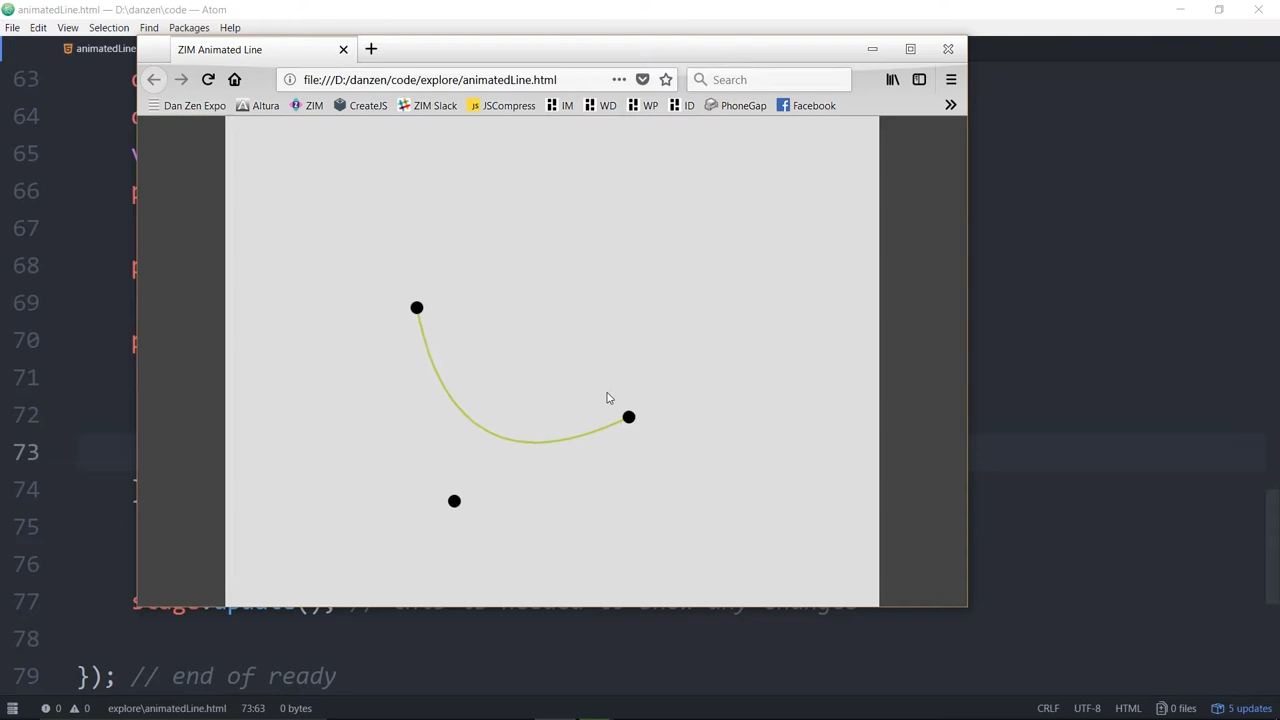 animatedLine.html — D:\danzen\code — Atom
File Edit View Selection Find Packages Help
animatedLine
ZIM Animated Line
file:///D:/danzen/code/explore/animatedLine.html
Search
Dan Zen Expo Altura ZIM CreateJS ZIM Slack JSCompress IM WD WP ID PhoneGap Facebook
63
64
65
66
67
68
69
70
71
72
73
74
75
76
77
78
79 }); // end of ready
explore\animatedLine.html 0 0 73:63 0 bytes CRLF UTF-8 HTML 0 files 5 updates